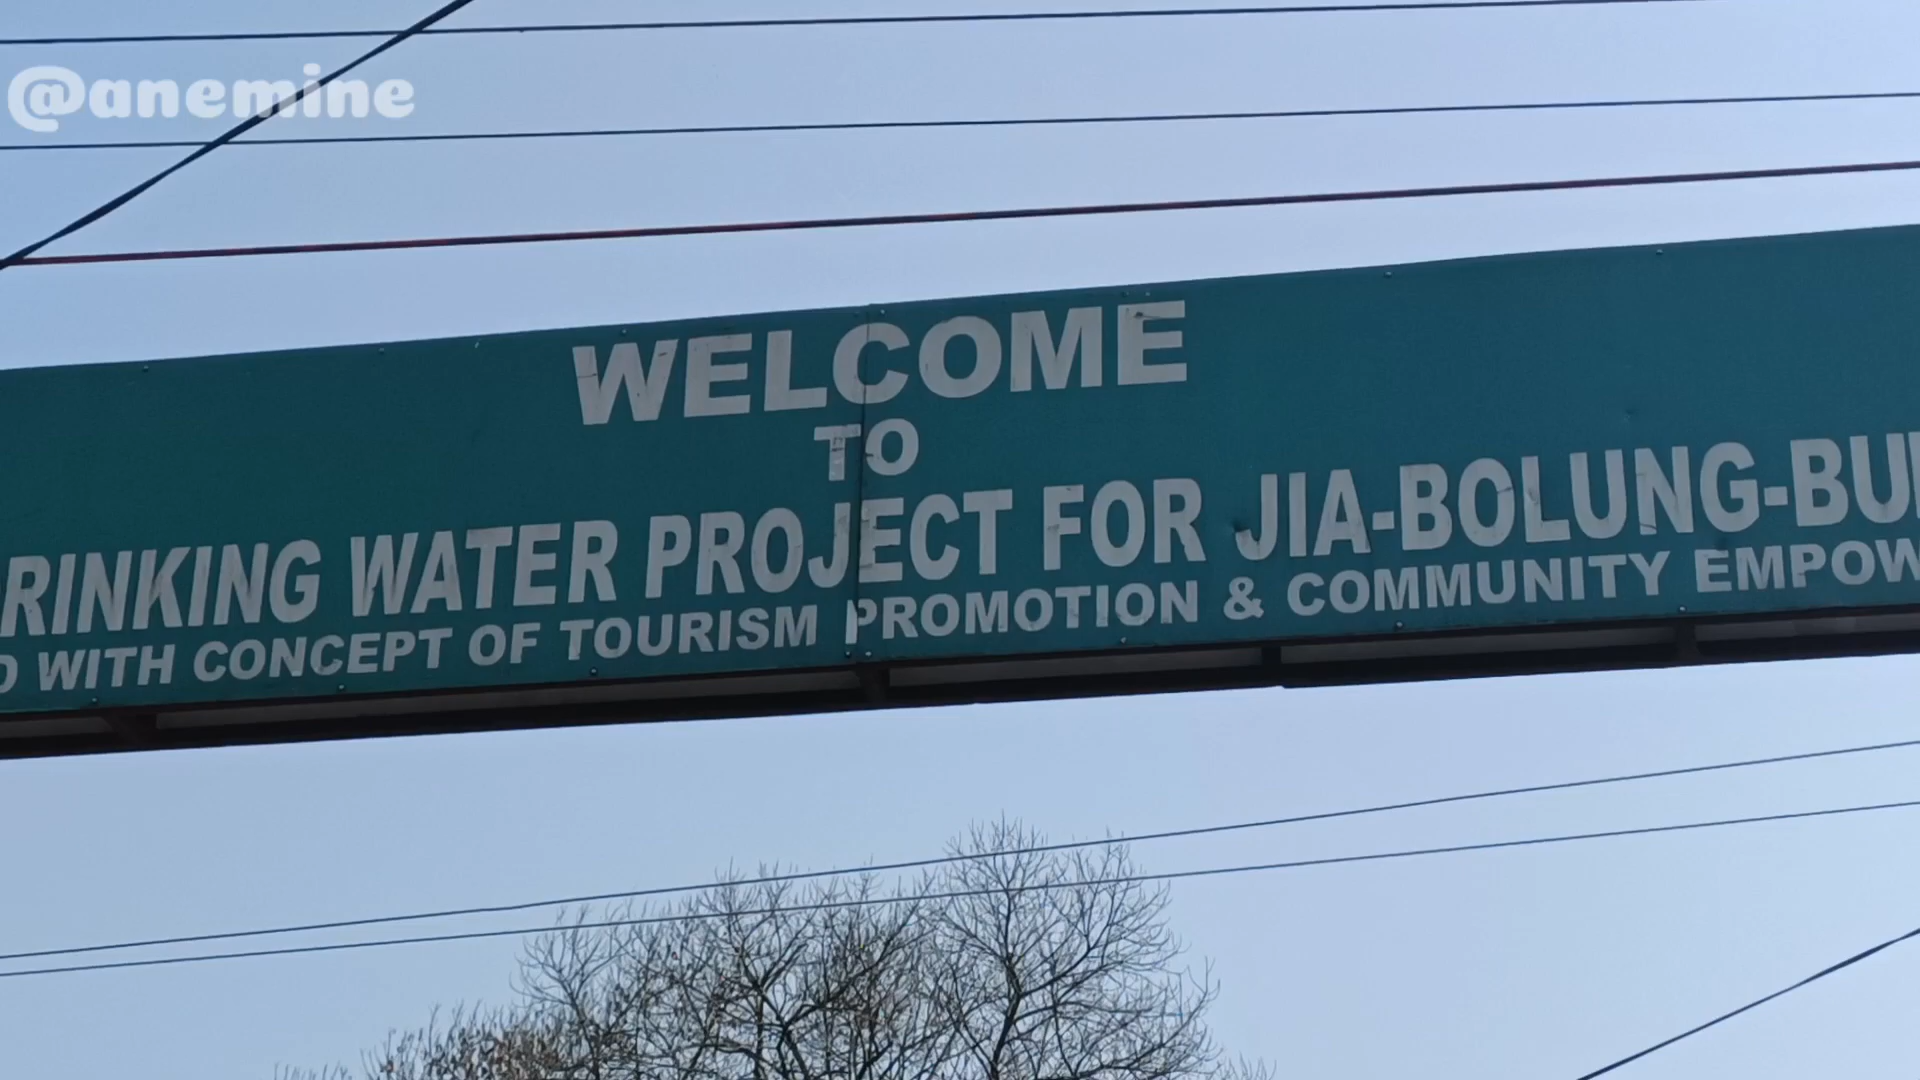 @anemine
WELCOME
TO
RINKING WATER PROJECT FOR JIA-BOLUNG-BU
WITH CONCEPT OF TOURISM PROMOTION & COMMUNITY EMPOW